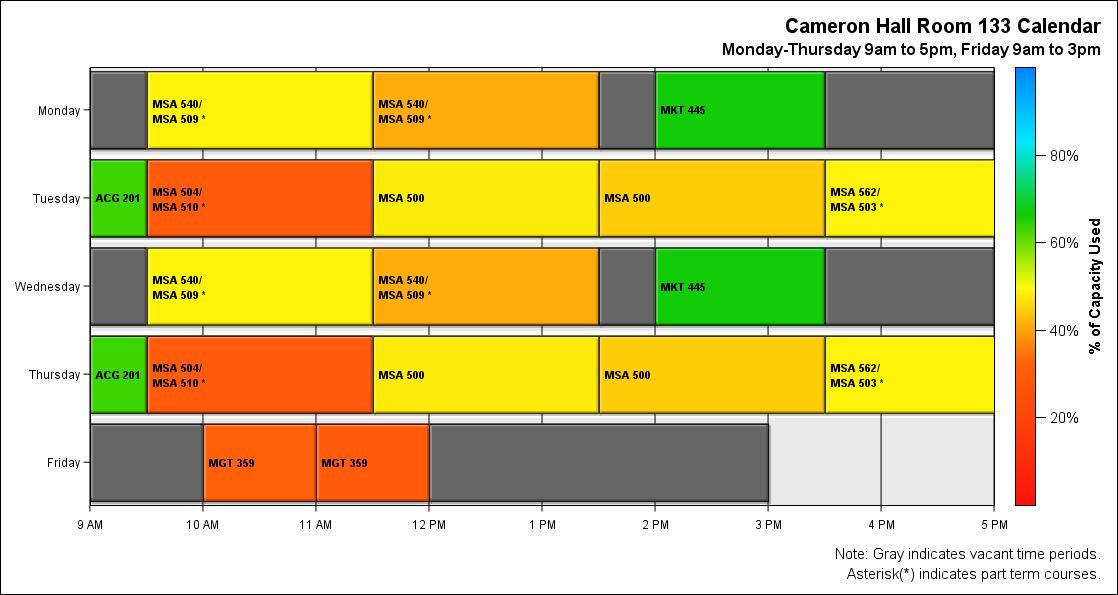 Cameron Hall Room 133 Calendar
Monday-Thursday 9am to 5pm, Friday 9am to 3pm
Monday
MSA 540/
MSA 509 *
MSA 540/
MSA 509 *
MKT 445
Tuesday
ACG 201
MSA 504/
MSA 510 *
MSA 500
MSA 500
MSA 562/
MSA 503 *
Wednesday
MSA 540/
MSA 509 *
MSA 540/
MSA 509 *
MKT 445
Thursday
ACG 201
MSA 504/
MSA 510 *
MSA 500
MSA 500
MSA 562/
MSA 503 *
Friday
MGT 359
MGT 359
9 AM 10 AM 11 AM 12 PM 1 PM 2 PM 3 PM 4 PM 5 PM
80%
60%
40%
20%
% of Capacity Used
Note: Gray indicates vacant time periods.
Asterisk(*) indicates part term courses.